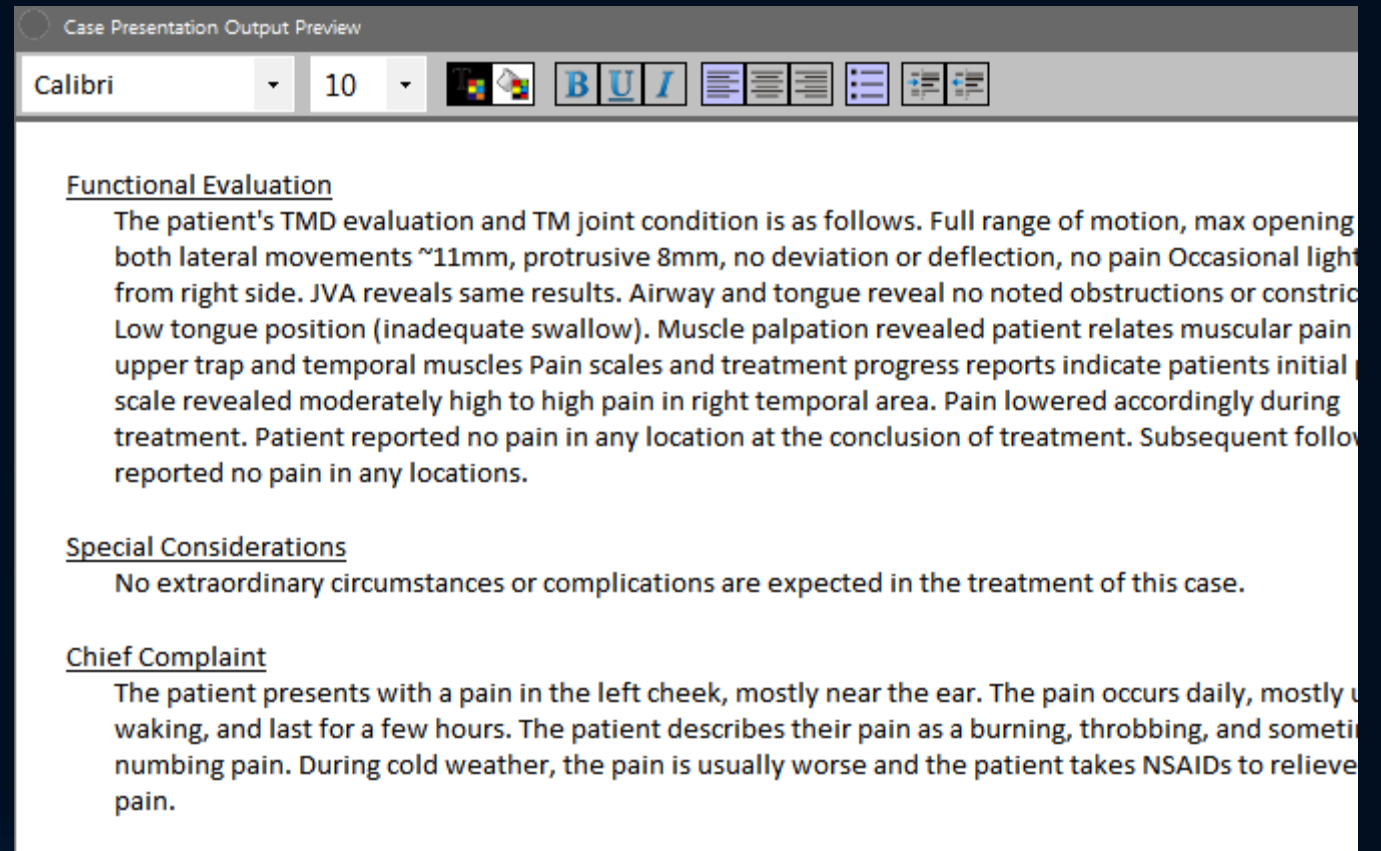 Case Presentation Output Preview
Calibri 10 B U I
Functional Evaluation
The patient's TMD evaluation and TM joint condition is as follows. Full range of motion, max opening
both lateral movements ~11mm, protrusive 8mm, no deviation or deflection, no pain Occasional light
from right side. JVA reveals same results. Airway and tongue reveal no noted obstructions or
Low tongue position (inadequate swallow). Muscle palpation revealed patient relates muscular pain
upper trap and temporal muscles Pain scales and treatment progress reports indicate patients initial
scale revealed moderately high to high pain in right temporal area. Pain lowered accordingly during
treatment. Patient reported no pain in any location at the conclusion of treatment. Subsequent
reported no pain in any locations.
Special Considerations
No extraordinary circumstances or complications are expected in the treatment of this case.
Chief Complaint
The patient presents with a pain in the left cheek, mostly near the ear. The pain occurs daily, mostly
waking, and last for a few hours. The patient describes their pain as a burning, throbbing, and
numbing pain. During cold weather, the pain is usually worse and the patient takes NSAIDs to relieve
pain.